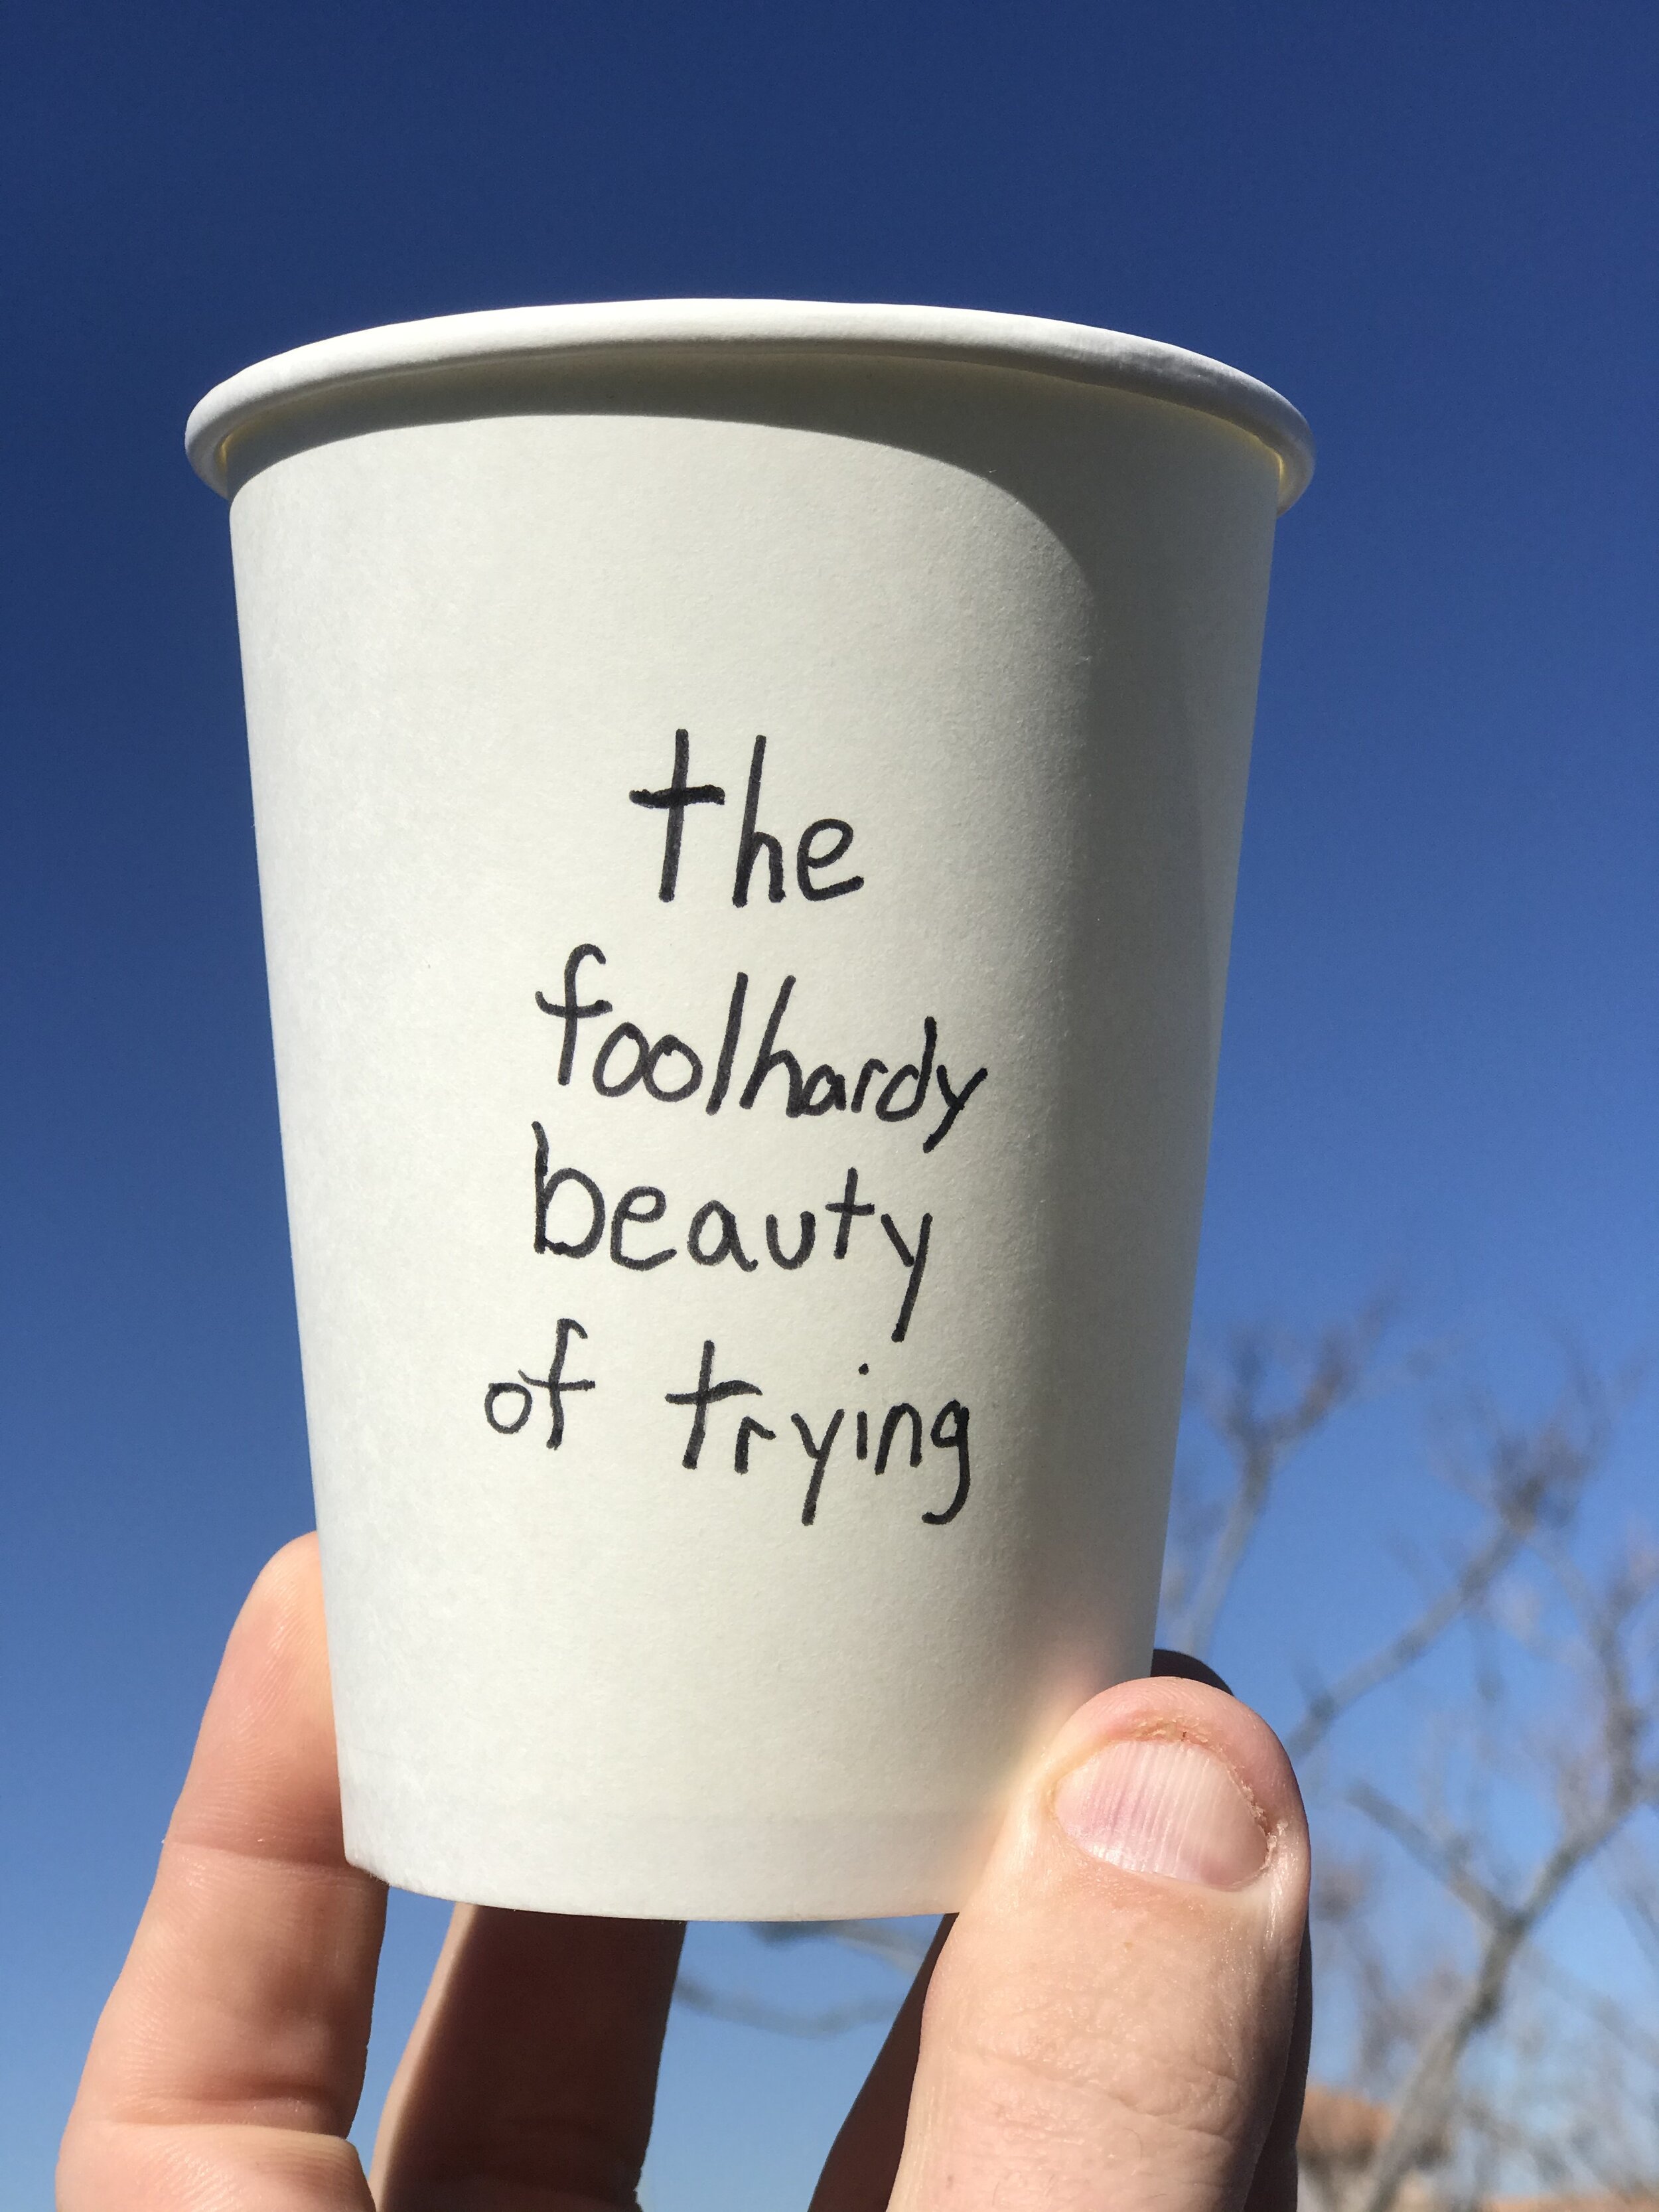 the
foolhardy
beauty
of trying